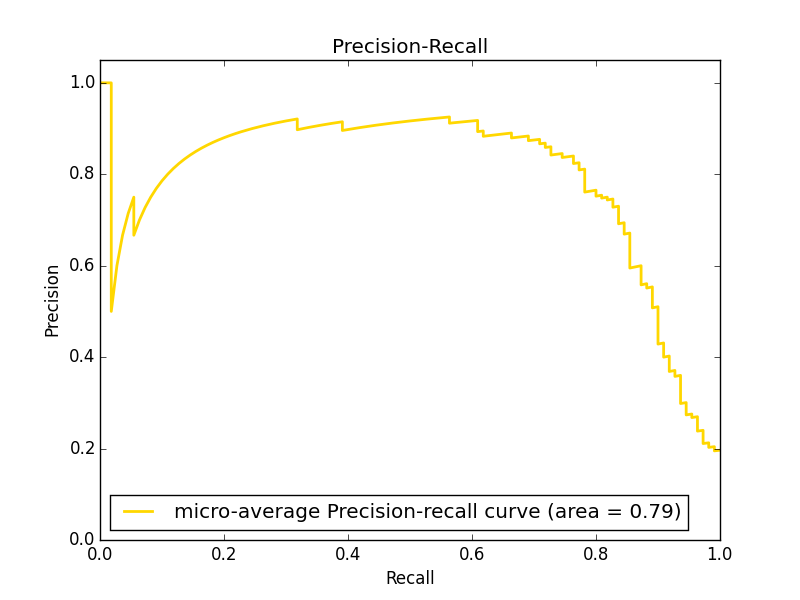 Precision-Recall
1.0
0.8
0.6
0.4
0.2
0.0
Precision
micro-average Precision-recall curve (area = 0.79)
0.0 0.2 0.4 0.6 0.8 1.0
Recall